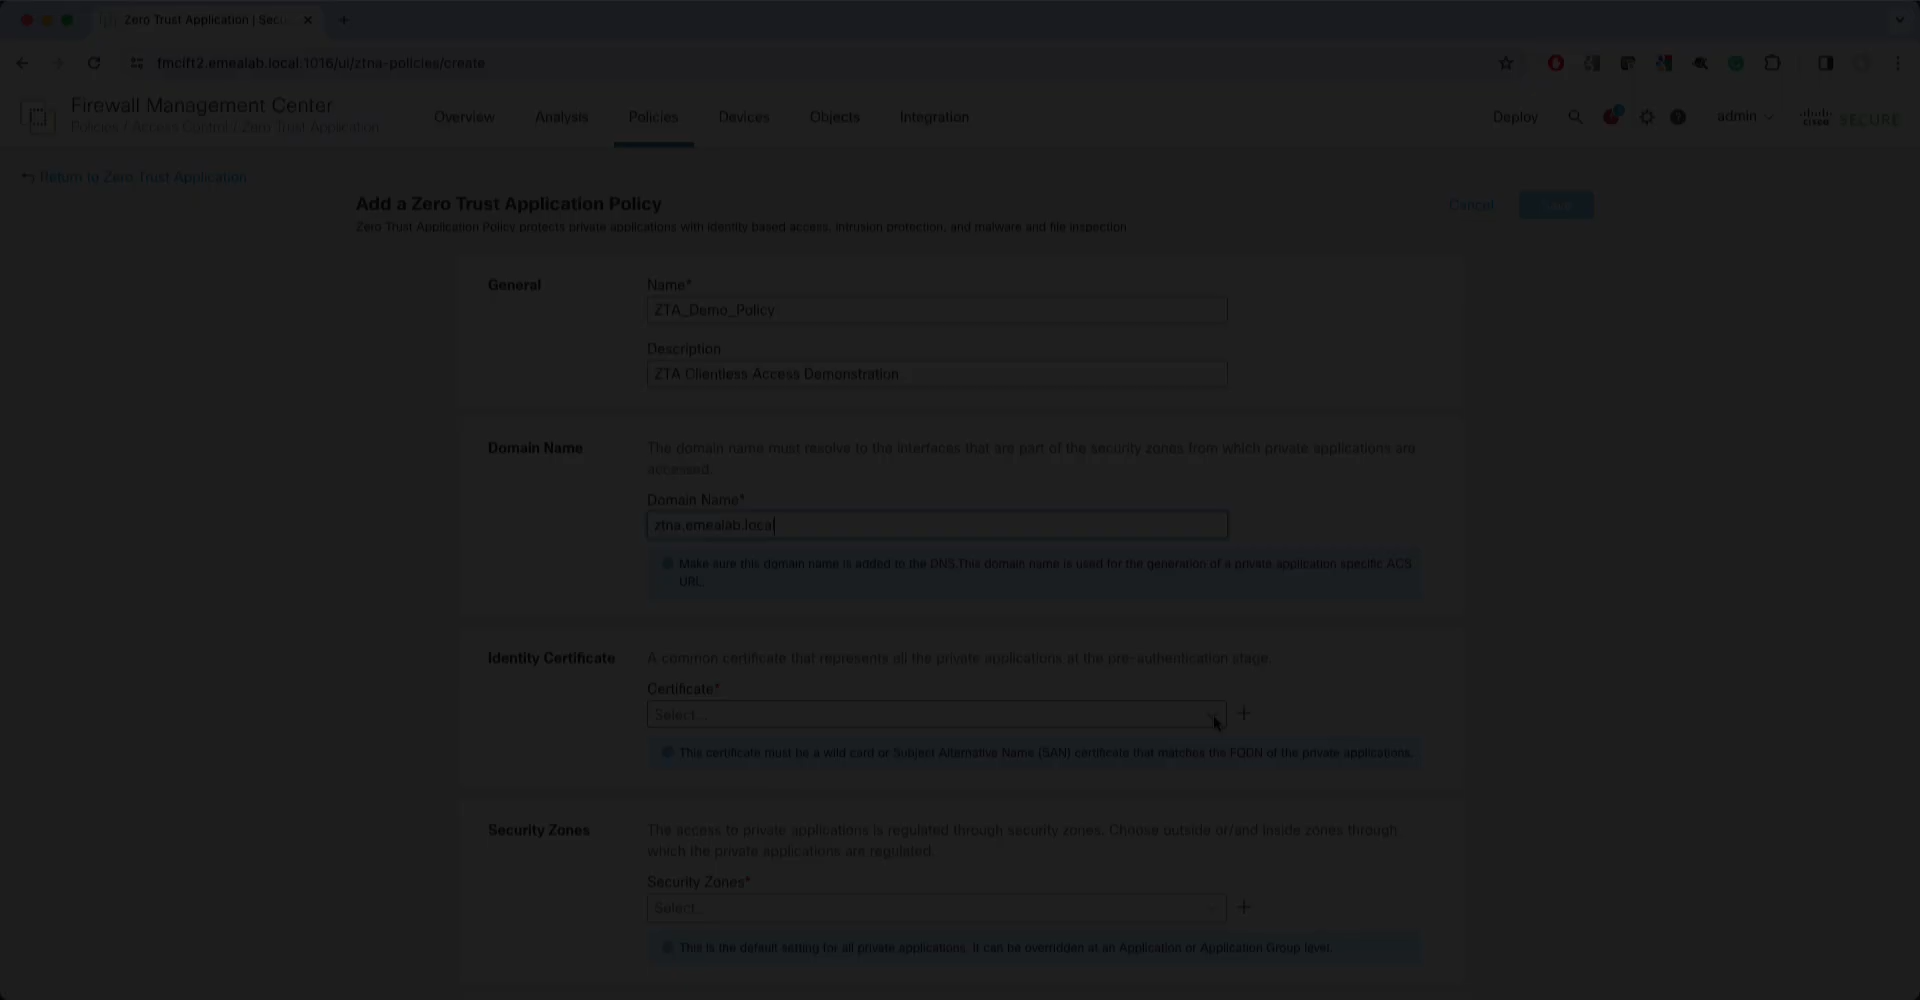 Zero Trust Application | Secu
fmcift2.emealab.local:1016/ui/ztna-policies/create
Firewall Management Center
Policies / Access Control / Zero Trust Application
Overview Analysis Policies Devices Objects Integration
Deploy admin cisco SECURE
Return to Zero Trust Application
Add a Zero Trust Application Policy
Cancel Save
Zero Trust Application Policy protects private applications with identity based access, intrusion protection, and malware and file inspection
General
Name*
ZTA_Demo_Policy
Description
ZTA Clientless Access Demonstration
Domain Name
The domain name must resolve to the interfaces that are part of the security zones from which private applications are
accessed.
Domain Name*
ztna.emealab.local
Make sure this domain name is added to the DNS.This domain name is used for the generation of a private application specific ACS
URL.
Identity Certificate
A common certificate that represents all the private applications at the pre-authentication stage.
Certificate*
Select...
This certificate must be a wild card or Subject Alternative Name (SAN) certificate that matches the FQDN of the private applications.
Security Zones
The access to private applications is regulated through security zones. Choose outside or/and inside zones through
which the private applications are regulated.
Security Zones*
Select...
This is the default setting for all private applications. It can be overridden at an Application or Application Group level.